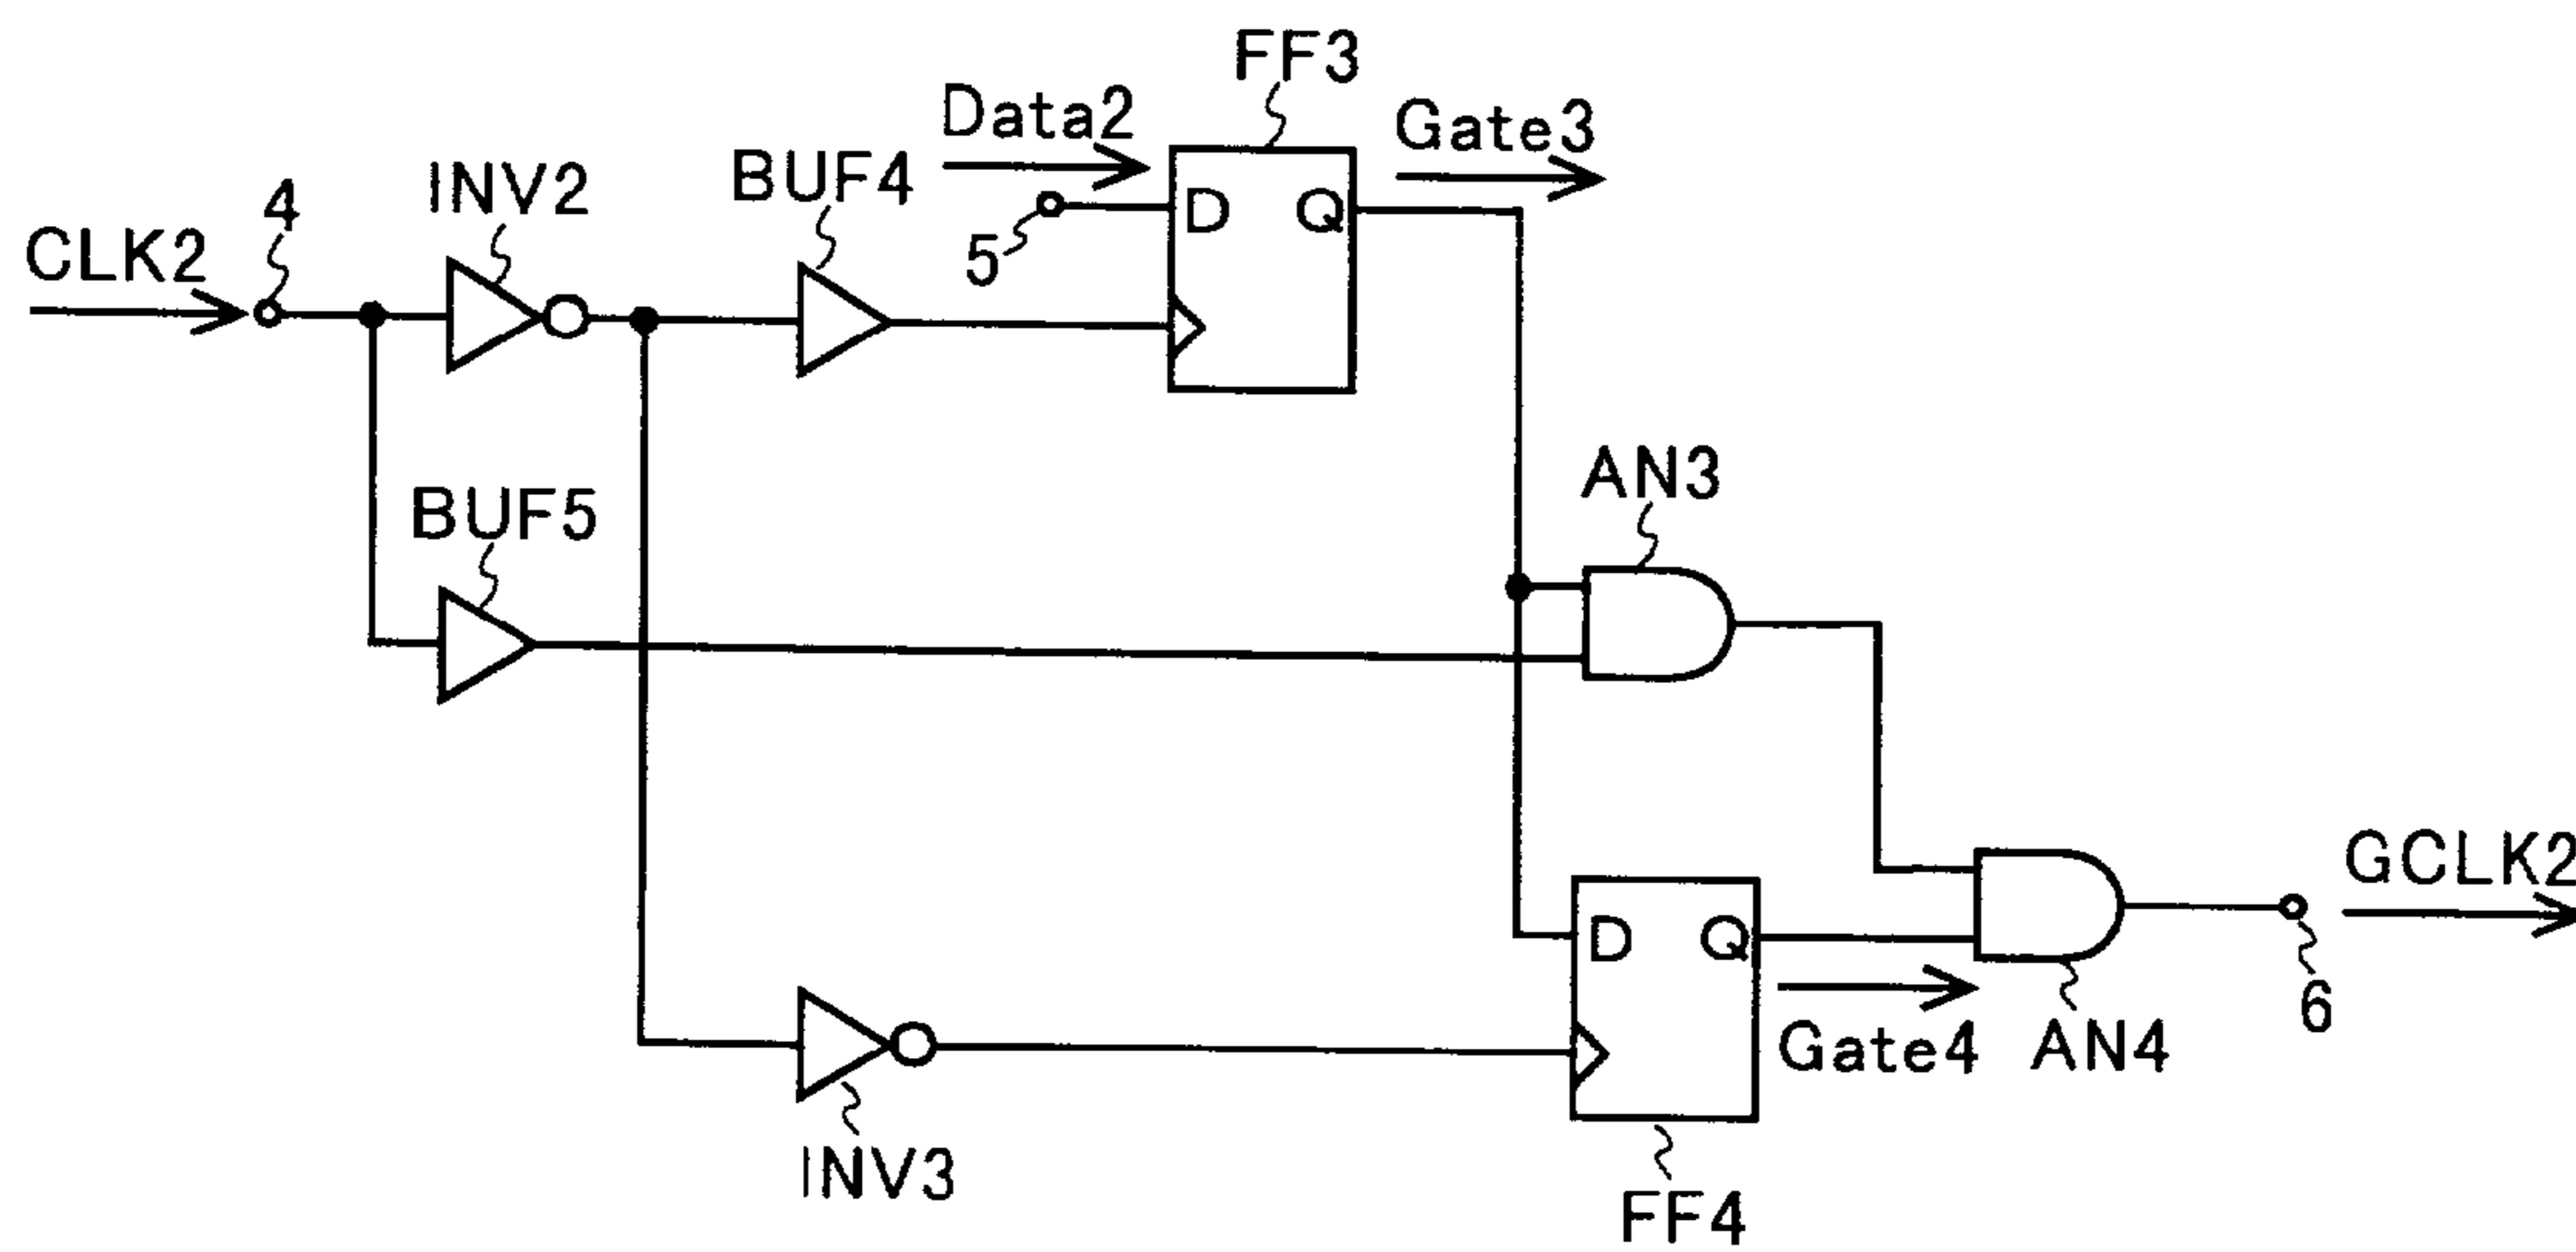 FF3
Data2
Gate3
BUF4
INV2
4
CLK2
D
Q
5
AN3
BUF5
GCLK2
D
Q
6
Gate4
AN4
INV3
FF4